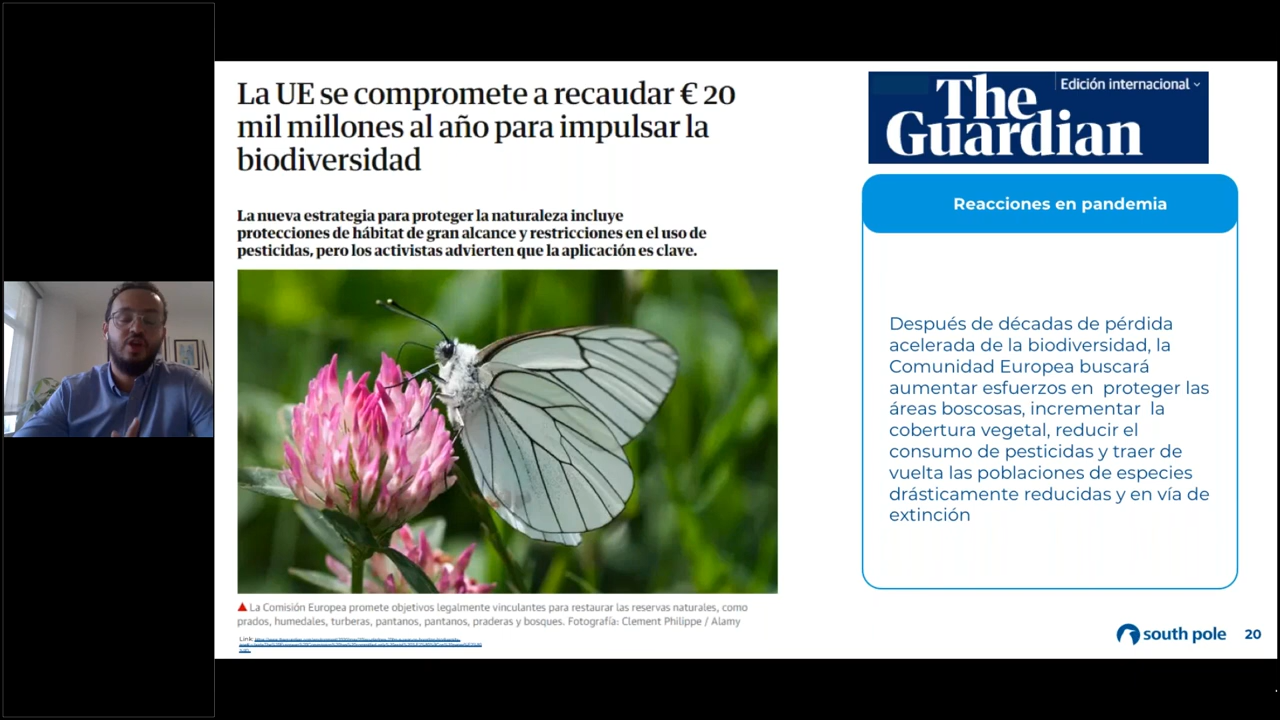 La UE se compromete a recaudar € 20
mil millones al año para impulsar la
biodiversidad
La nueva estrategia para proteger la naturaleza incluye
protecciones de hábitat de gran alcance y restricciones en el uso de
pesticidas, pero los activistas advierten que la aplicación es clave.
La Comisión Europea promete objetivos legalmente vinculantes para restaurar las reservas naturales, como
prados, humedales, turberas, pantanos, pantanos, praderas y bosques. Fotografía: Clement Philippe / Alamy
Link:
Edición internacional
The
Guardian
Reacciones en pandemia
Después de décadas de pérdida
acelerada de la biodiversidad, la
Comunidad Europea buscará
aumentar esfuerzos en proteger las
áreas boscosas, incrementar la
cobertura vegetal, reducir el
consumo de pesticidas y traer de
vuelta las poblaciones de especies
drásticamente reducidas y en vía de
extinción
south pole
20